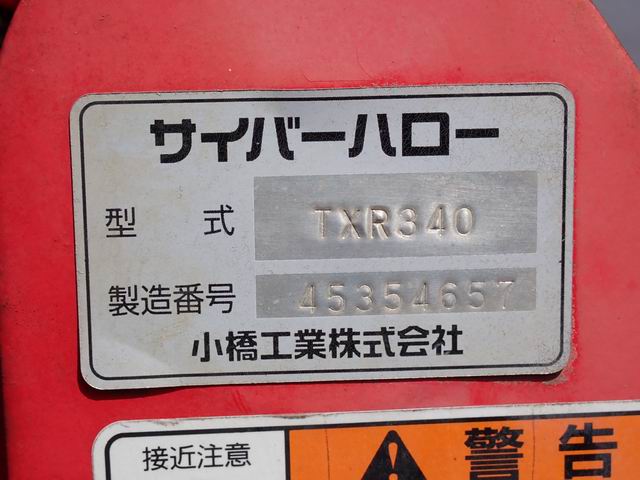 サイバーハロー
型式 TXR340
製造番号 45354657
小橋工業株式会社
接近注意 警告